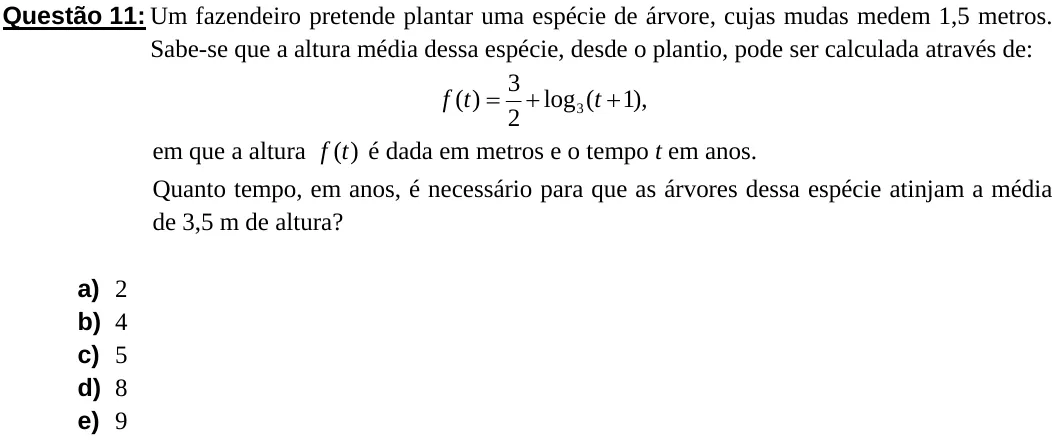 Questão 11: Um fazendeiro pretende plantar uma espécie de árvore, cujas mudas medem 1,5 metros.
Sabe-se que a altura média dessa espécie, desde o plantio, pode ser calculada através de:
f(t) = 3/2 + log₃(t+1),
em que a altura f(t) é dada em metros e o tempo t em anos.
Quanto tempo, em anos, é necessário para que as árvores dessa espécie atinjam a média
de 3,5 m de altura?
a) 2
b) 4
c) 5
d) 8
e) 9